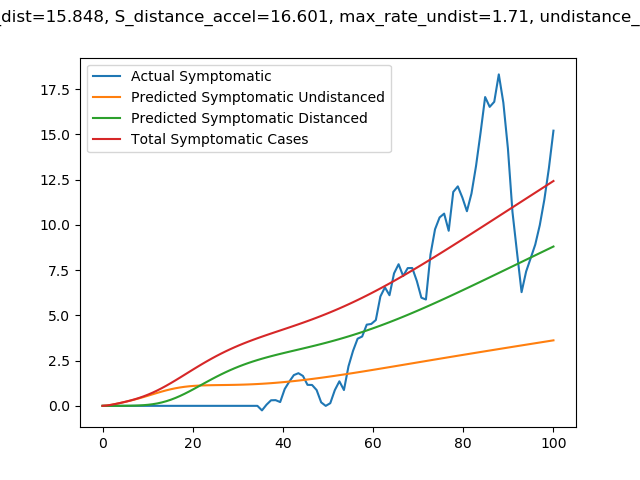 _dist=15.848, S_distance_accel=16.601, max_rate_undist=1.71, undistance_
Actual Symptomatic
Predicted Symptomatic Undistanced
Predicted Symptomatic Distanced
Total Symptomatic Cases
17.5
15.0
12.5
10.0
7.5
5.0
2.5
0.0
0 20 40 60 80 100